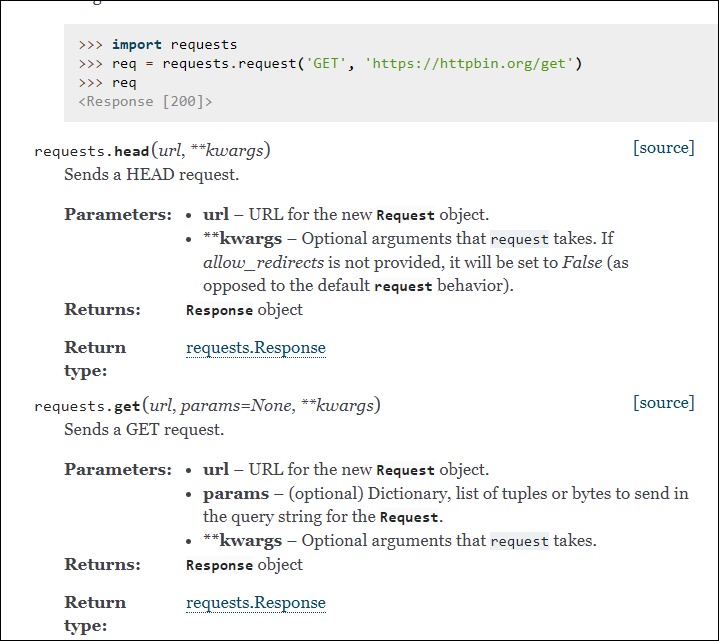 >>> import requests
>>> req = requests.request('GET', 'https://httpbin.org/get')
>>> req
<Response [200]>
requests.head(url, **kwargs) [source]
Sends a HEAD request.
Parameters: • url – URL for the new Request object.
• **kwargs – Optional arguments that request takes. If
allow_redirects is not provided, it will be set to False (as
opposed to the default request behavior).
Returns: Response object
Return requests.Response
type:
requests.get(url, params=None, **kwargs) [source]
Sends a GET request.
Parameters: • url – URL for the new Request object.
• params – (optional) Dictionary, list of tuples or bytes to send in
the query string for the Request.
• **kwargs – Optional arguments that request takes.
Returns: Response object
Return requests.Response
type: